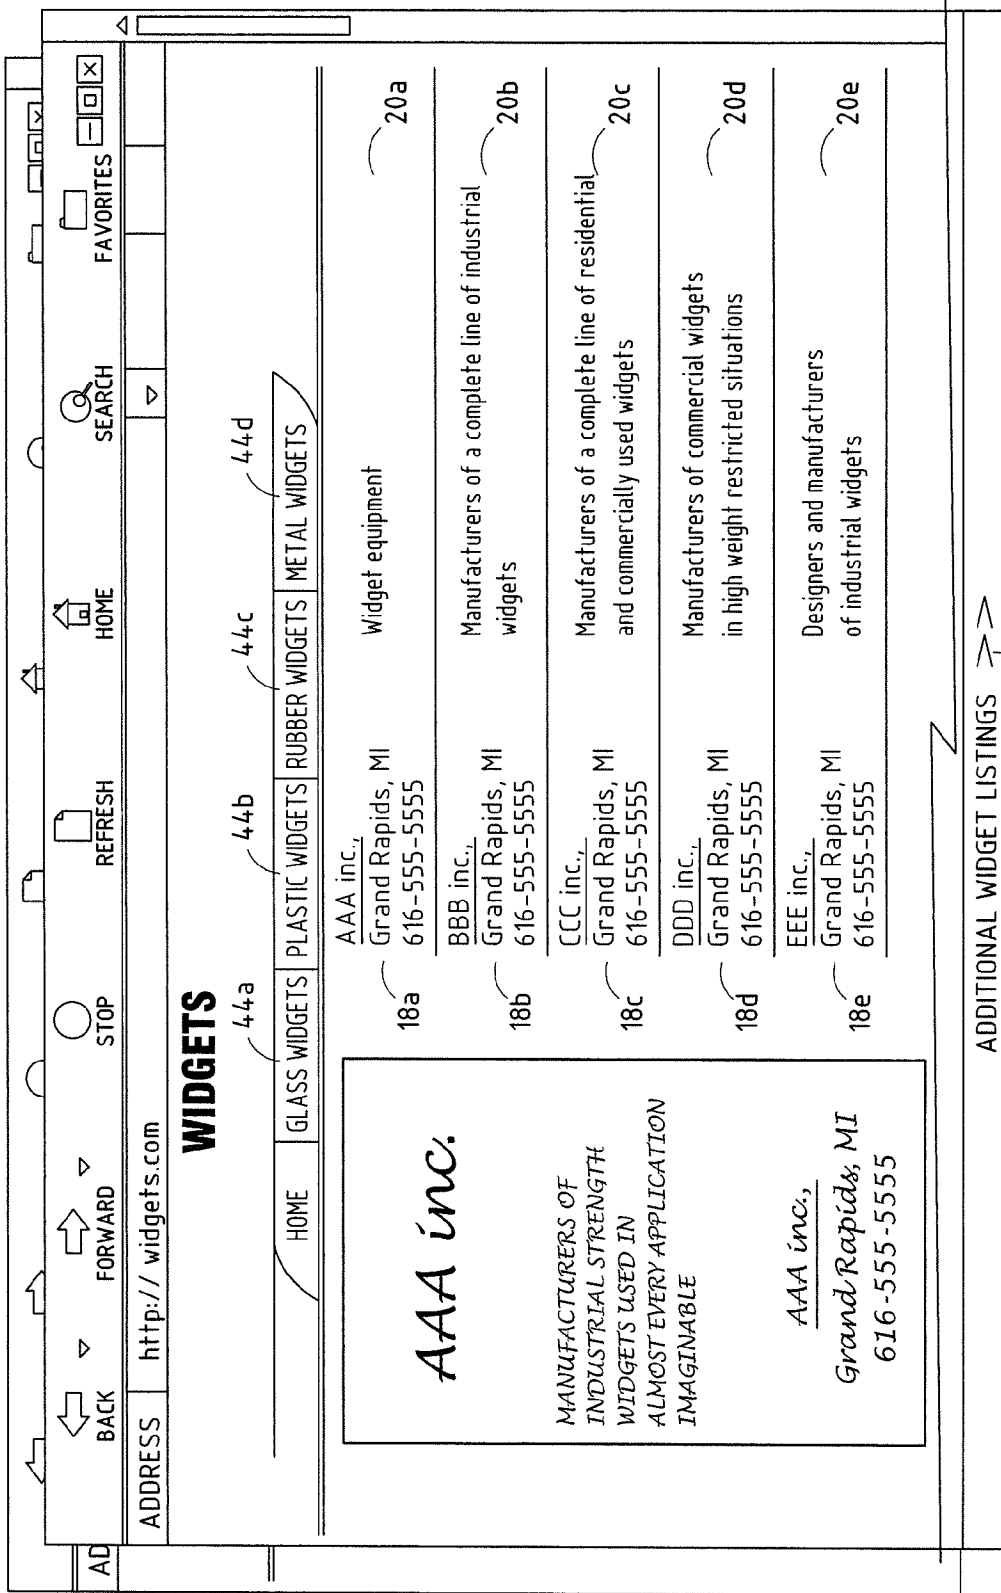 BACK FORWARD STOP REFRESH HOME SEARCH FAVORITES
AD
ADDRESS http://widgets.com
WIDGETS
44a 44b 44c 44d
HOME GLASS WIDGETS PLASTIC WIDGETS RUBBER WIDGETS METAL WIDGETS
AAA inc.
MANUFACTURERS OF
INDUSTRIAL STRENGTH
WIDGETS USED IN
ALMOST EVERY APPLICATION
IMAGINABLE
AAA inc.,
Grand Rapids, MI
616-555-5555
18a
AAA inc.,
Grand Rapids, MI
616-555-5555
Widget equipment
20a
18b
BBB inc.,
Grand Rapids, MI
616-555-5555
Manufacturers of a complete line of industrial
widgets
20b
18c
CCC inc.,
Grand Rapids, MI
616-555-5555
Manufacturers of a complete line of residential
and commercially used widgets
20c
18d
DDD inc.,
Grand Rapids, MI
616-555-5555
Manufacturers of commercial widgets
in high weight restricted situations
20d
18e
EEE inc.,
Grand Rapids, MI
616-555-5555
Designers and manufacturers
of industrial widgets
20e
ADDITIONAL WIDGET LISTINGS >>